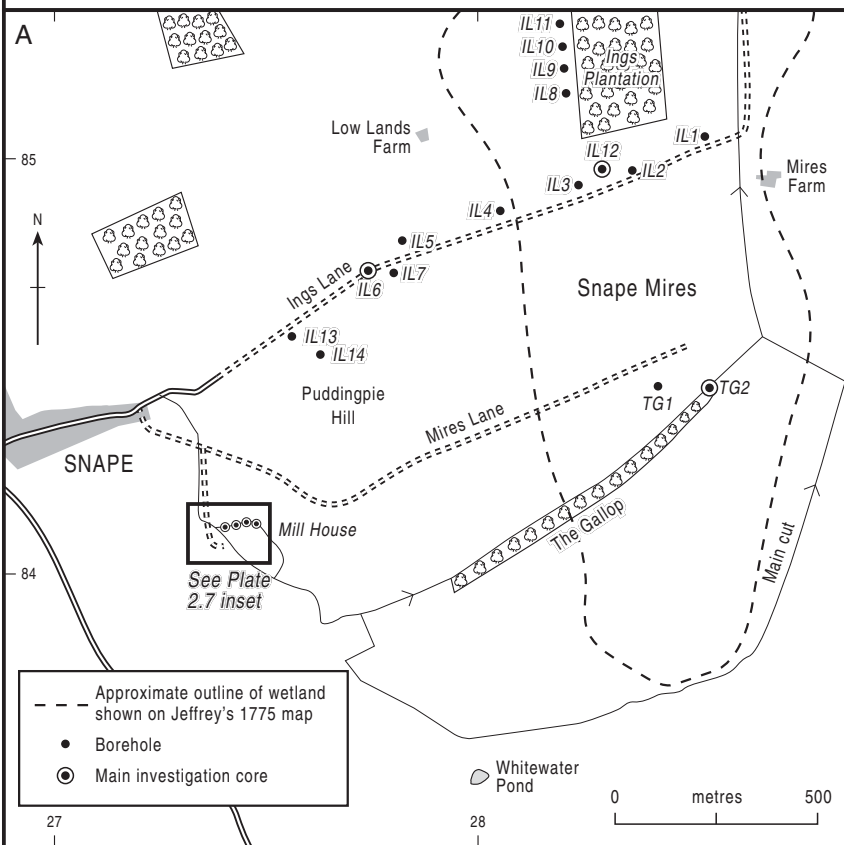 A
IL11
IL10
IL9
IL8
Ings
Plantation
Low Lands
Farm
IL1
IL12
IL2
IL3
Mires
Farm
85
N
IL4
IL5
IL7
IL6
Ings Lane
Snape Mires
IL13
IL14
Puddingpie
Hill
TG1
TG2
Mires Lane
SNAPE
The Gallop
Mill House
Main cut
84
See Plate
2.7 inset
Approximate outline of wetland
shown on Jeffrey's 1775 map
Borehole
Main investigation core
Whitewater
Pond
0 metres 500
27
28